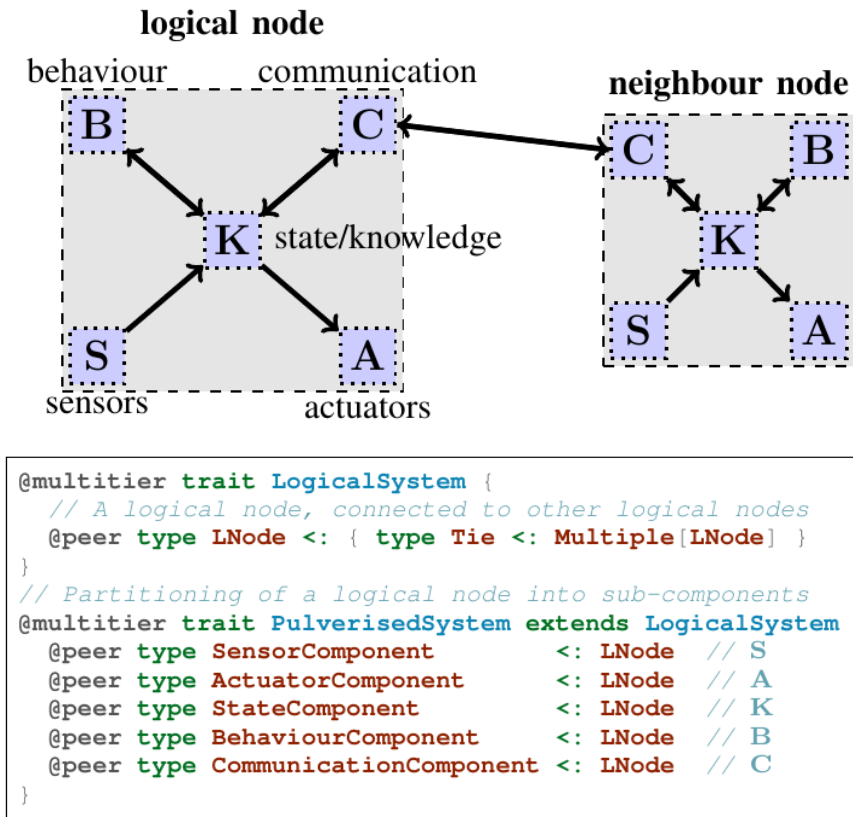 logical node
behaviour communication
B C
K state/knowledge
S A
sensors actuators
neighbour node
C B
K
S A
@multitier trait LogicalSystem {
  // A logical node, connected to other logical nodes
  @peer type LNode <: { type Tie <: Multiple[LNode] }
}
// Partitioning of a logical node into sub-components
@multitier trait PulverisedSystem extends LogicalSystem
  @peer type SensorComponent        <: LNode  // S
  @peer type ActuatorComponent      <: LNode  // A
  @peer type StateComponent         <: LNode  // K
  @peer type BehaviourComponent     <: LNode  // B
  @peer type CommunicationComponent <: LNode  // C
}